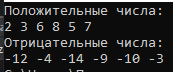 Положительные числа:
2 3 6 8 5 7
Отрицательные числа:
-12 -4 -14 -9 -10 -3